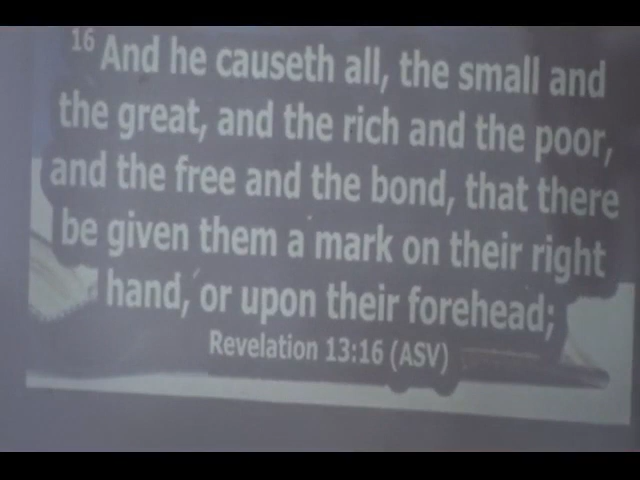 16 And he causeth all, the small and
the great, and the rich and the poor,
and the free and the bond, that there
be given them a mark on their right
hand, or upon their forehead;
Revelation 13:16 (ASV)